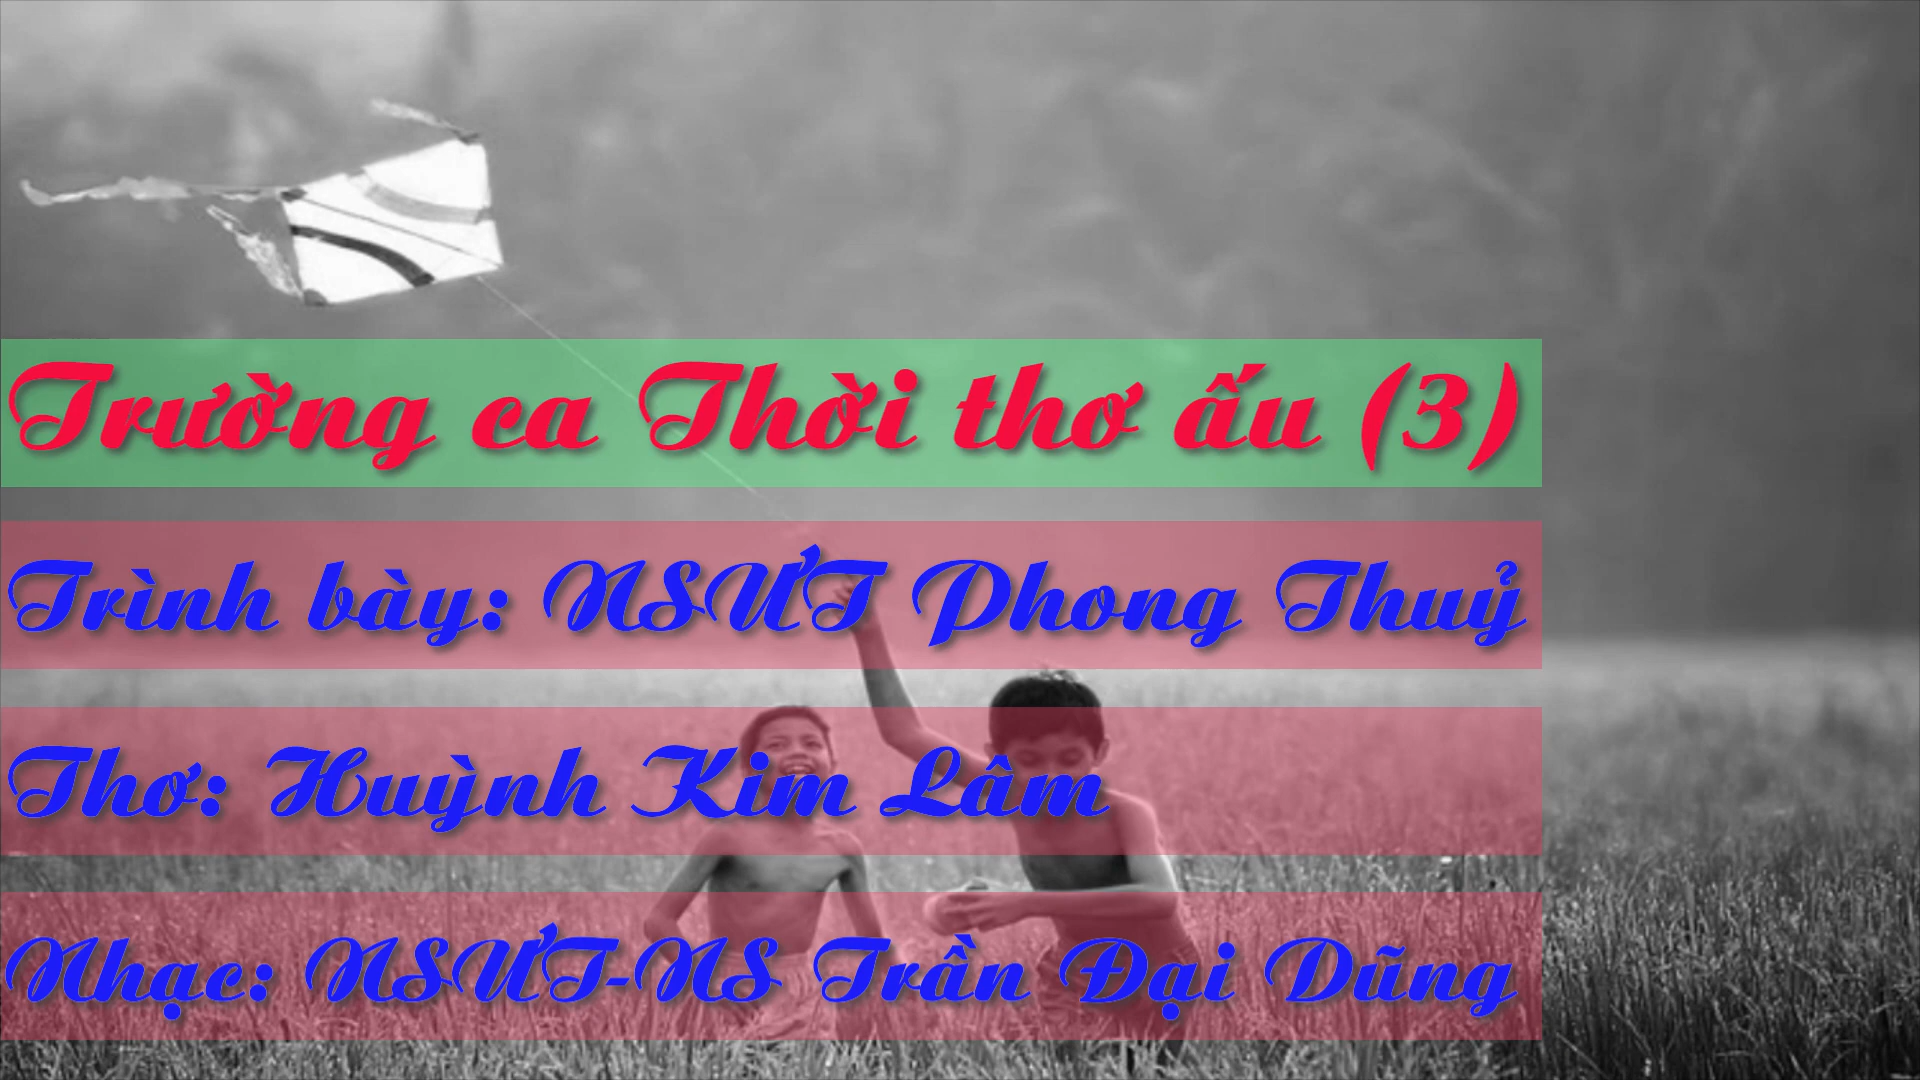 Trường ca Thời thơ ấu (3)
Trình bày: NSƯT Phong Thuỷ
Thơ: Huỳnh Kim Lâm
Nhạc: NSƯT-NS Trần Đại Dũng